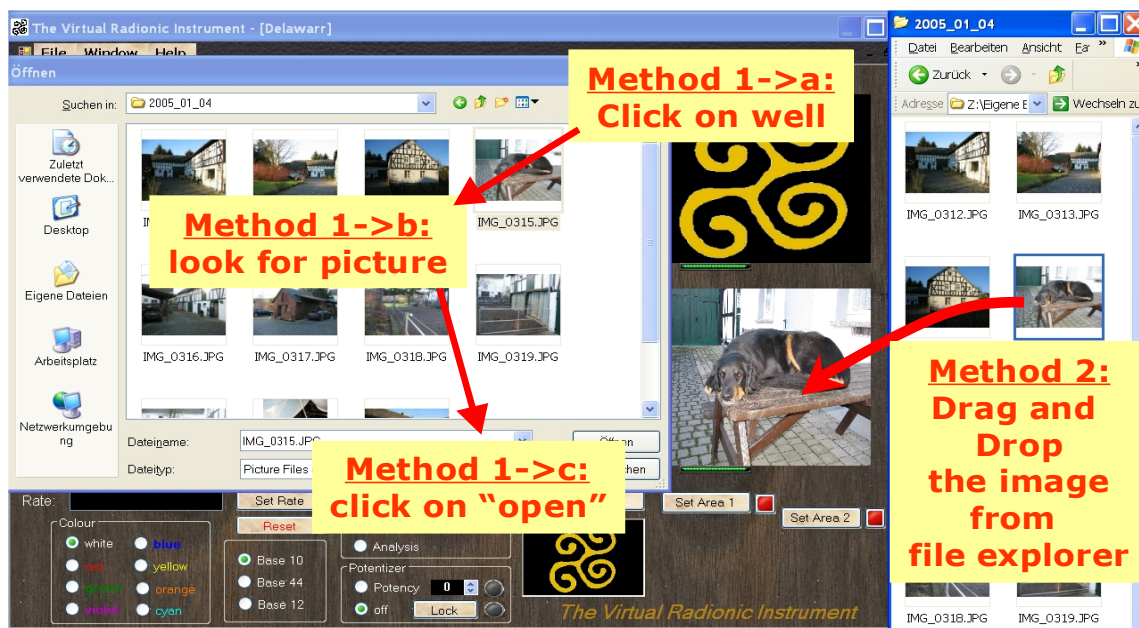 The Virtual Radionic Instrument - [Delawarr]
File Window Help
Öffnen
Suchen in:
2005_01_04
Zuletzt
verwendete Dok...
Desktop
Eigene Dateien
Arbeitsplatz
Netzwerkumgebu
ng
IMG_0315.JPG
IMG_0316.JPG
IMG_0317.JPG
IMG_0318.JPG
IMG_0319.JPG
Dateiname:
IMG_0315.JPG
Öffnen
Dateityp:
Picture Files
Method 1->a:
Click on well
Method 1->b:
look for picture
Method 1->c:
click on “open”
Rate:
Set Rate
Reset
Set Area 1
Set Area 2
Colour
white
blue
red
yellow
green
orange
violet
cyan
Base 10
Base 44
Base 12
Analysis
Potentizer
Potency
0
off
Lock
The Virtual Radionic Instrument
2005_01_04
Datei Bearbeiten Ansicht Ex »
Zurück
Adresse
Z:\Eigene E
Wechseln zu
IMG_0312.JPG
IMG_0313.JPG
Method 2:
Drag and
Drop
the image
from
file explorer
IMG_0318.JPG
IMG_0319.JPG